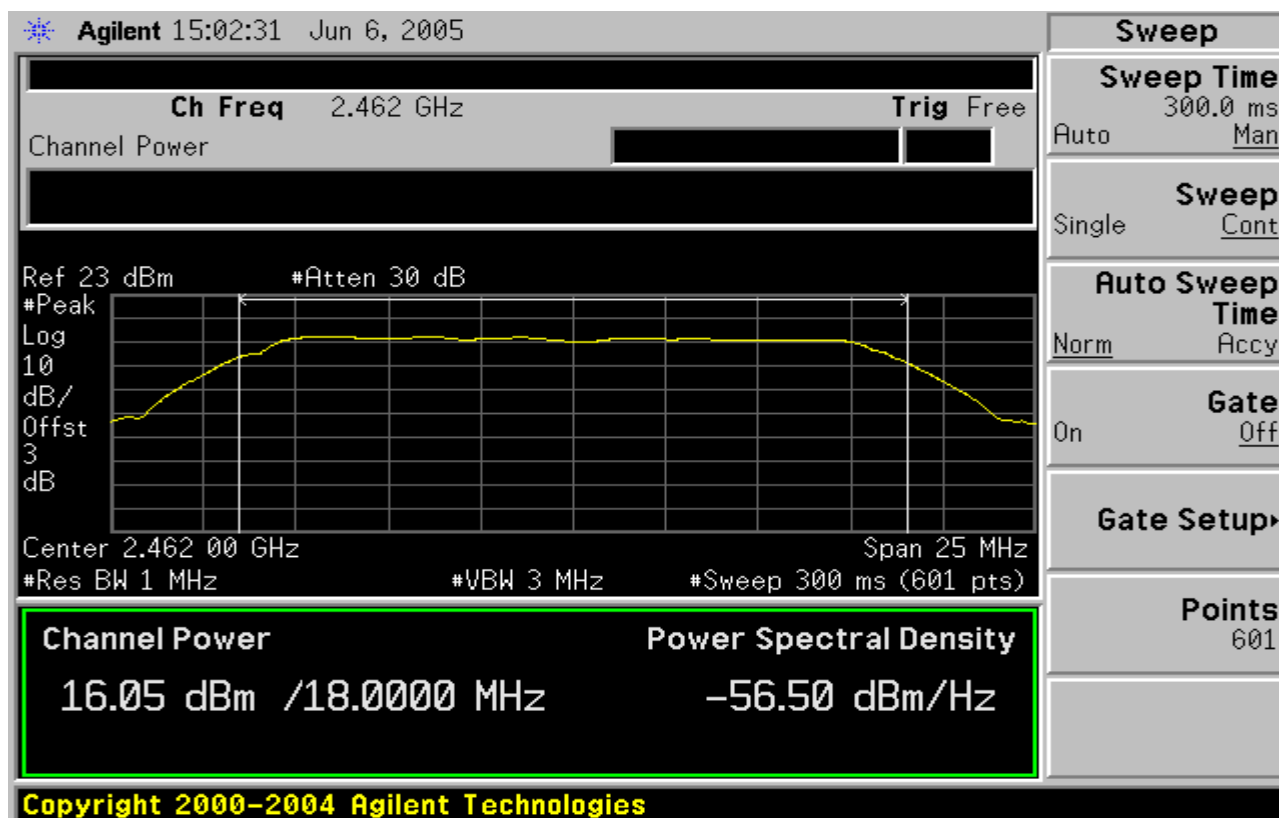 Agilent 15:02:31 Jun 6, 2005
Ch Freq 2.462 GHz Trig Free
Channel Power
Ref 23 dBm #Atten 30 dB
#Peak
Log
10
dB/
Offst
3
dB
Center 2.462 00 GHz Span 25 MHz
#Res BW 1 MHz #VBW 3 MHz #Sweep 300 ms (601 pts)
Channel Power Power Spectral Density
16.05 dBm /18.0000 MHz -56.50 dBm/Hz
Copyright 2000-2004 Agilent Technologies
Sweep
Sweep Time
300.0 ms
Auto Man
Sweep
Single Cont
Auto Sweep
Time
Norm Accy
Gate
On Off
Gate Setup
Points
601